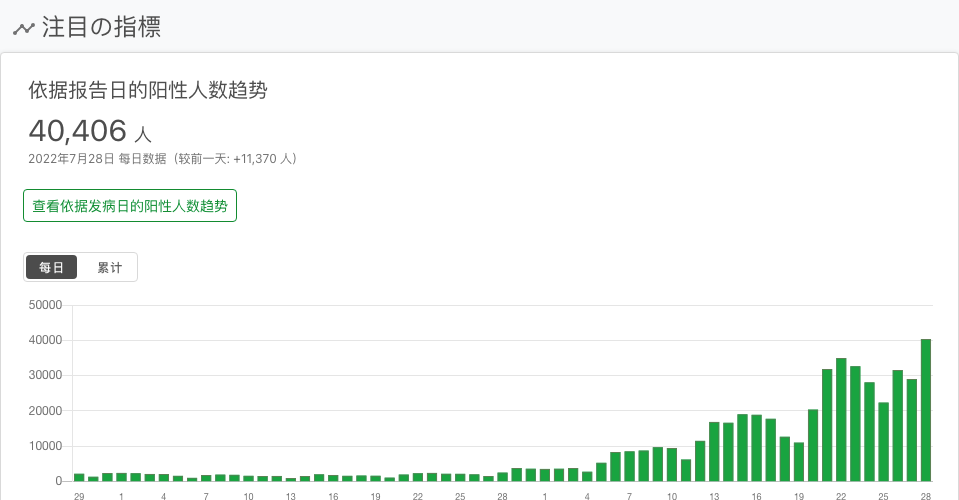 注目の指標
依据报告日的阳性人数趋势
40,406 人
2022年7月28日 每日数据（较前一天: +11,370 人）
查看依据发病日的阳性人数趋势
每日 累计
50000
40000
30000
20000
10000
0
29 1 4 7 10 13 16 19 22 25 28 1 4 7 10 13 16 19 22 25 28